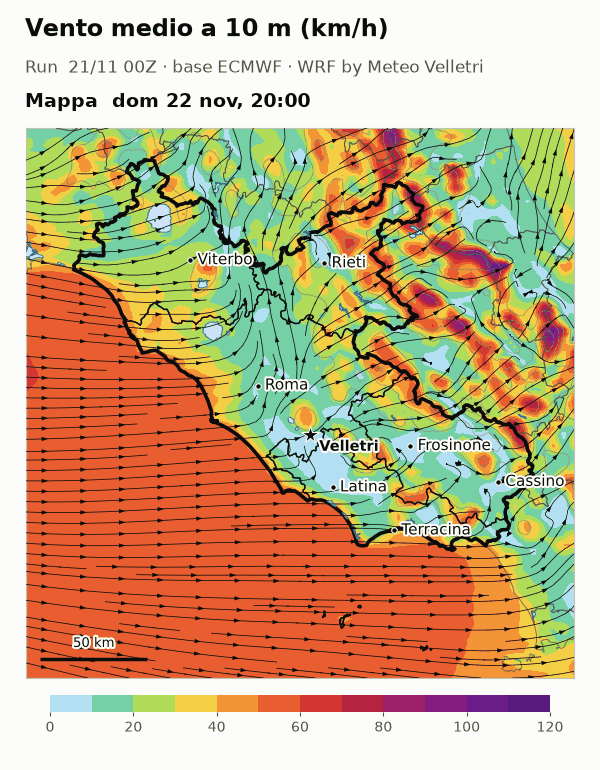 Vento medio a 10 m (km/h)
Run 21/11 00Z · base ECMWF · WRF by Meteo Velletri
Mappa dom 22 nov, 20:00
Viterbo
Rieti
Roma
Velletri
Frosinone
Latina
Cassino
Terracina
50 km
0 20 40 60 80 100 120